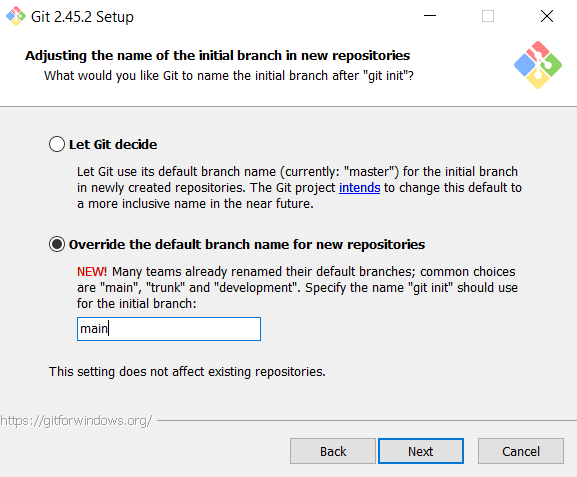 Git 2.45.2 Setup
Adjusting the name of the initial branch in new repositories
What would you like Git to name the initial branch after "git init"?
Let Git decide
Let Git use its default branch name (currently: "master") for the initial branch
in newly created repositories. The Git project intends to change this default to
a more inclusive name in the near future.
Override the default branch name for new repositories
NEW! Many teams already renamed their default branches; common choices
are "main", "trunk" and "development". Specify the name "git init" should use
for the initial branch:
main
This setting does not affect existing repositories.
https://gitforwindows.org/
Back Next Cancel